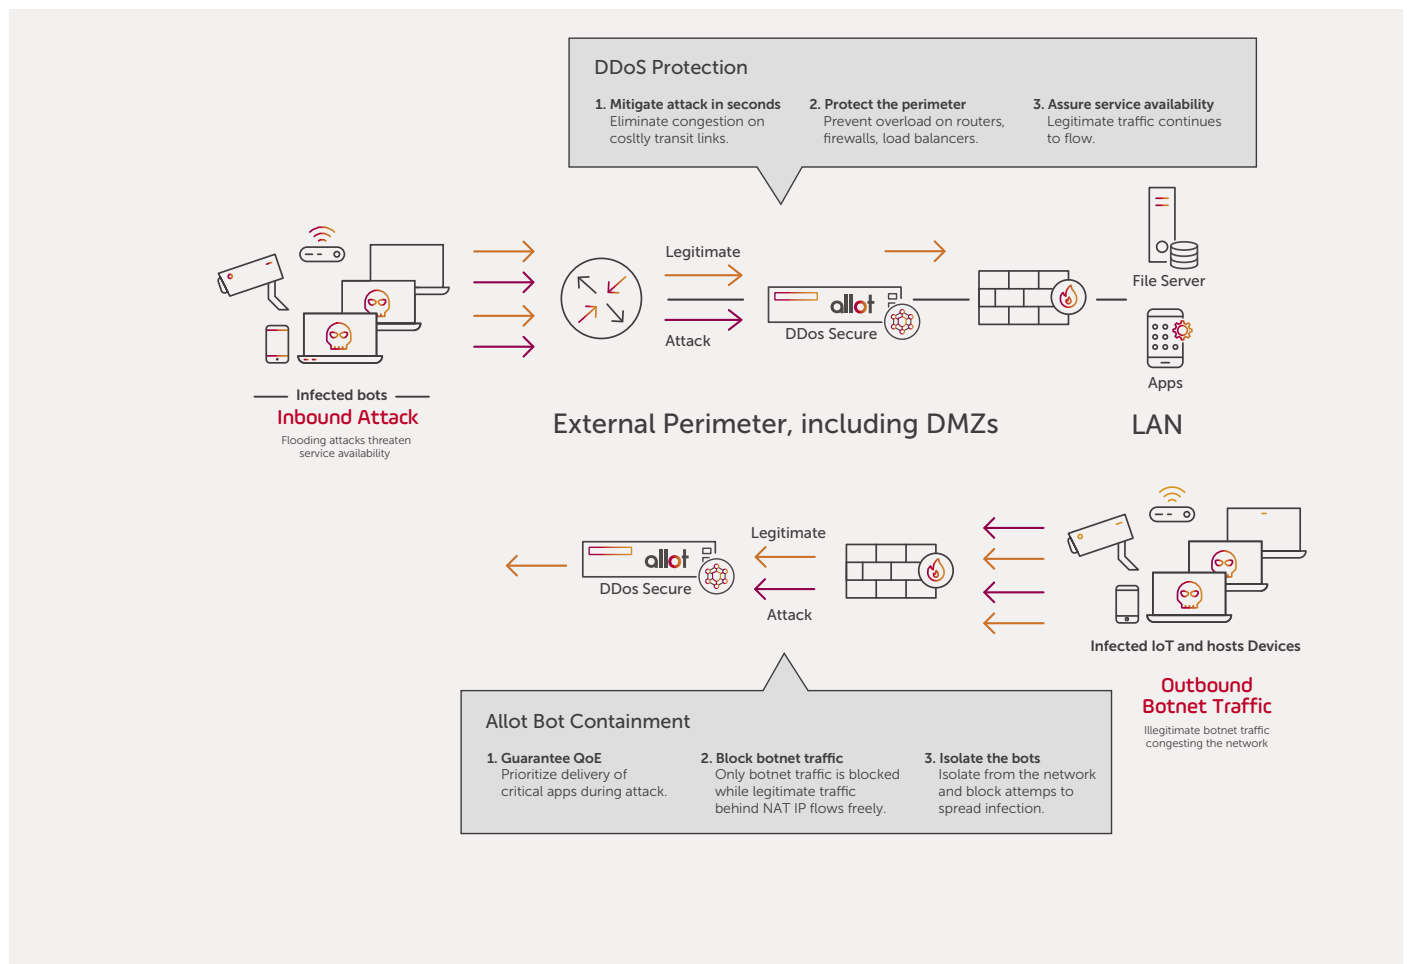 DDoS Protection
1. Mitigate attack in seconds
Eliminate congestion on
cosltly transit links.
2. Protect the perimeter
Prevent overload on routers,
firewalls, load balancers.
3. Assure service availability
Legitimate traffic continues
to flow.
Legitimate
Attack
allot
DDos Secure
File Server
Apps
Infected bots
Inbound Attack
Flooding attacks threaten
service availability
External Perimeter, including DMZs
LAN
Legitimate
Attack
allot
DDos Secure
Infected IoT and hosts Devices
Outbound
Botnet Traffic
Illegitimate botnet traffic
congesting the network
Allot Bot Containment
1. Guarantee QoE
Prioritize delivery of
critical apps during attack.
2. Block botnet traffic
Only botnet traffic is blocked
while legitimate traffic
behind NAT IP flows freely.
3. Isolate the bots
Isolate from the network
and block attemps to
spread infection.